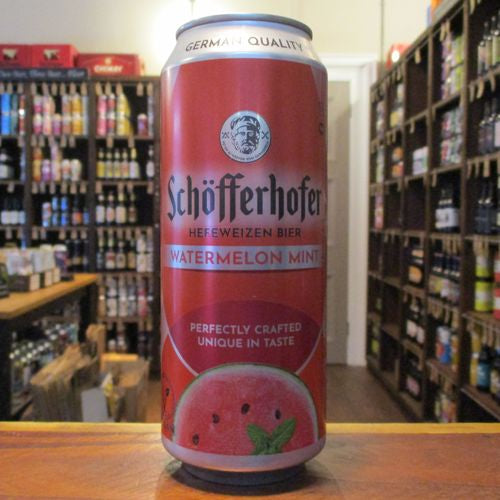 GERMAN QUALITY
Schöfferhofer
HEFEWEIZEN BIER
WATERMELON MINT
PERFECTLY CRAFTED
UNIQUE IN TASTE